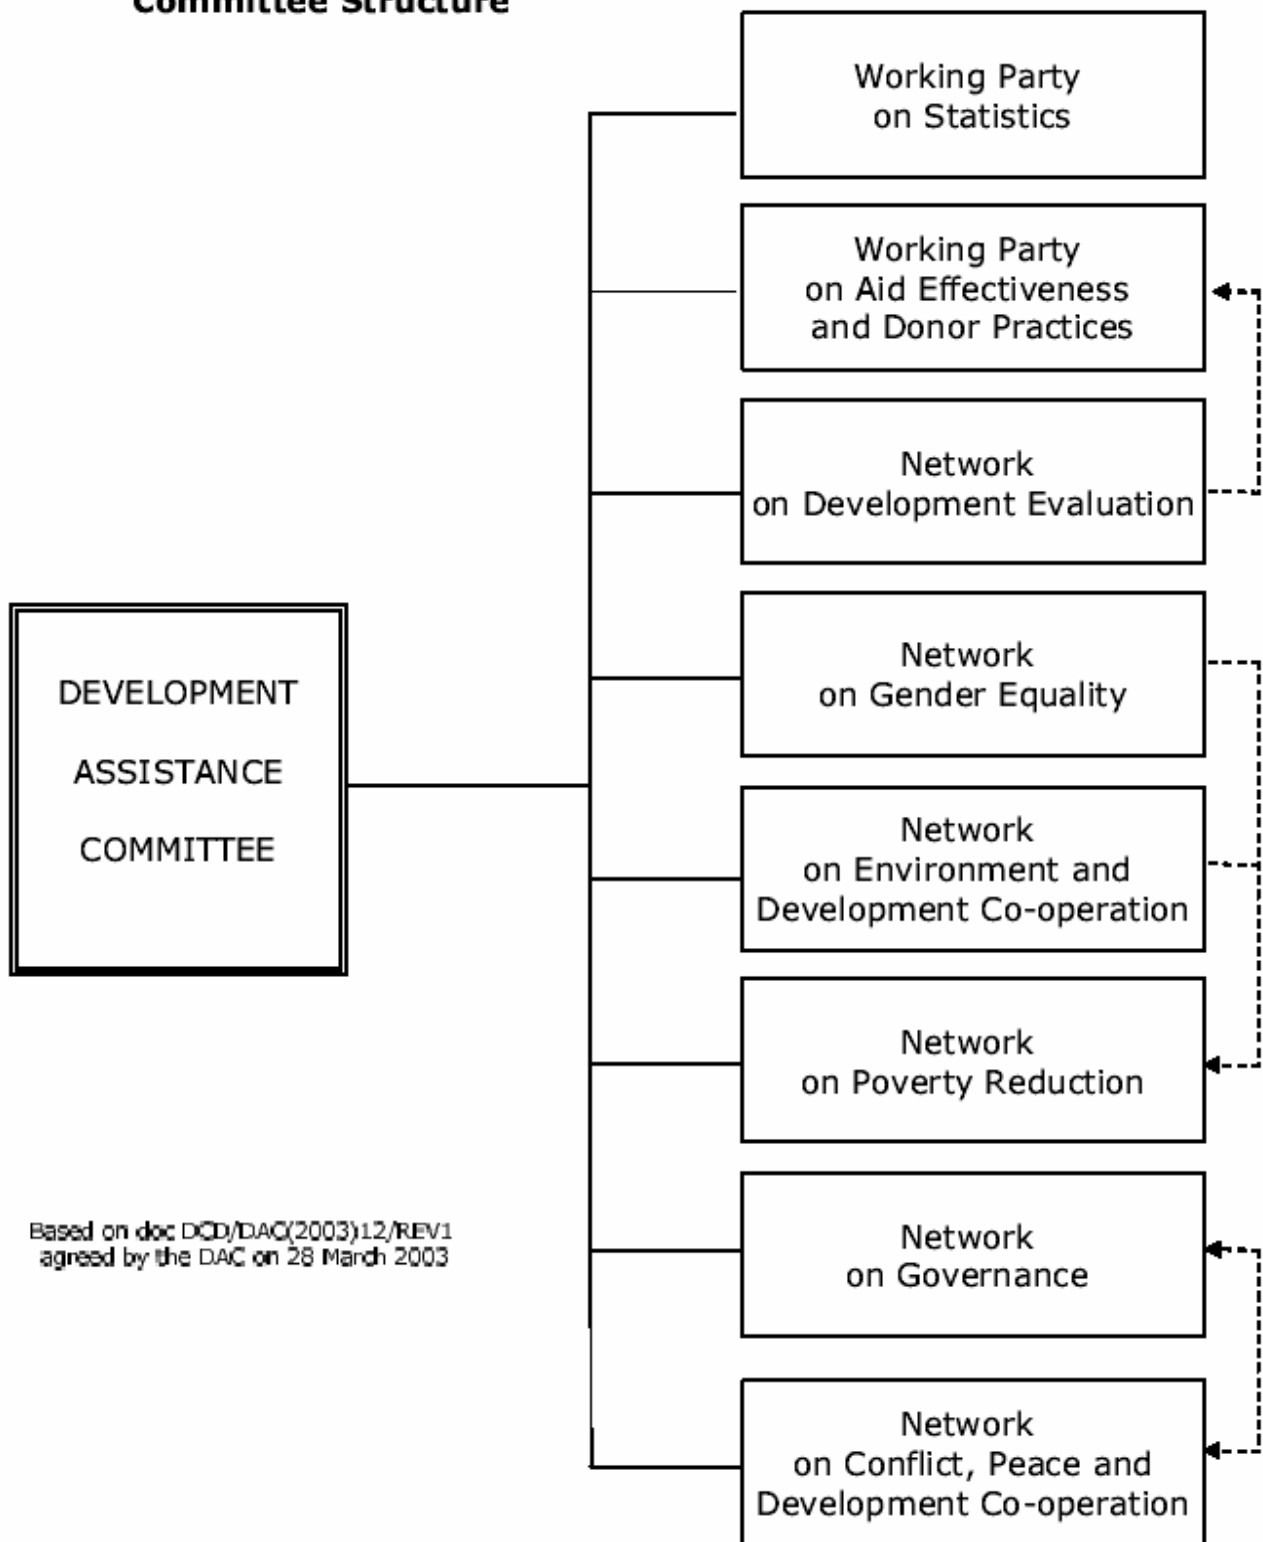 Committee Structure
Working Party
on Statistics
Working Party
on Aid Effectiveness
and Donor Practices
Network
on Development Evaluation
Network
on Gender Equality
DEVELOPMENT
ASSISTANCE
COMMITTEE
Network
on Environment and
Development Co-operation
Network
on Poverty Reduction
Based on doc DCD/DAC(2003)12/REV1
agreed by the DAC on 28 March 2003
Network
on Governance
Network
on Conflict, Peace and
Development Co-operation